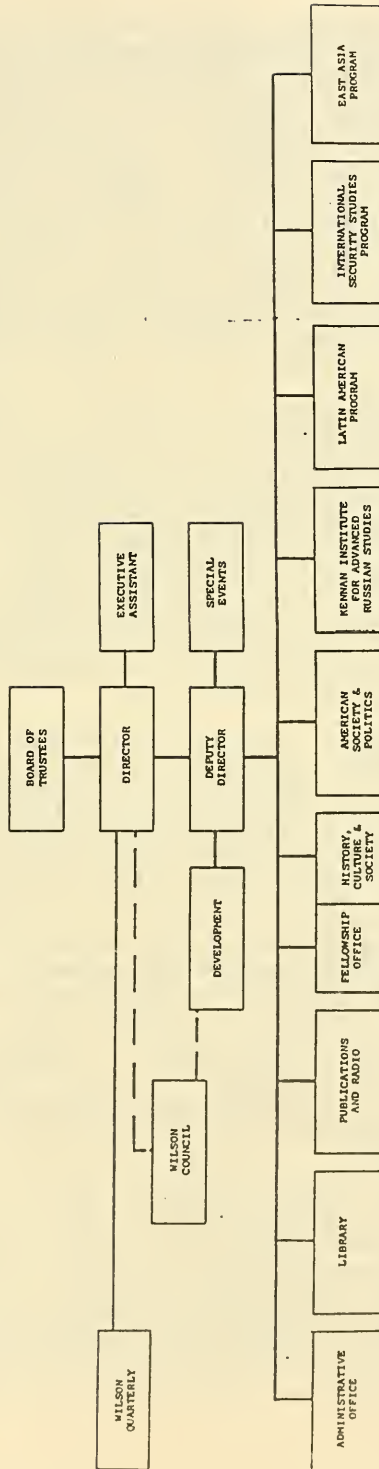 BOARD OF
TRUSTEES
WILSON
QUARTERLY
DIRECTOR
EXECUTIVE
ASSISTANT
WILSON
COUNCIL
DEVELOPMENT
DEPUTY
DIRECTOR
SPECIAL
EVENTS
ADMINISTRATIVE
OFFICE
LIBRARY
PUBLICATIONS
AND RADIO
FELLOWSHIP
OFFICE
HISTORY,
CULTURE &
SOCIETY
AMERICAN
SOCIETY &
POLITICS
KENNAN INSTITUTE
FOR ADVANCED
RUSSIAN STUDIES
LATIN AMERICAN
PROGRAM
INTERNATIONAL
SECURITY STUDIES
PROGRAM
EAST ASIA
PROGRAM